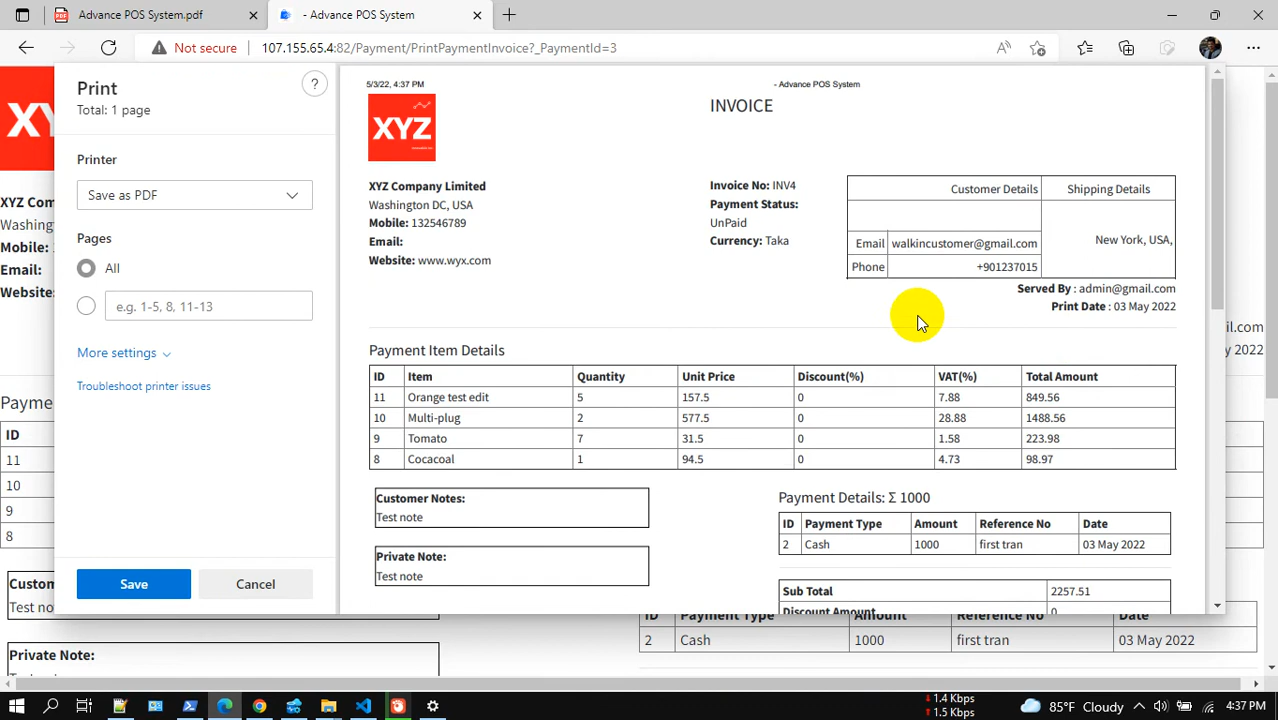 Advance POS System.pdf
- Advance POS System
Not secure
107.155.65.4:82/Payment/PrintPaymentInvoice?_PaymentId=3
Print
Total: 1 page
?
Printer
Save as PDF
Pages
All
e.g. 1-5, 8, 11-13
More settings
Troubleshoot printer issues
Save
Cancel
5/3/22, 4:37 PM
- Advance POS System
XYZ
INVOICE
XYZ Company Limited
Washington DC, USA
Mobile: 132546789
Email:
Website: www.wyx.com
Invoice No: INV4
Payment Status:
UnPaid
Currency: Taka
Customer Details Shipping Details
Email walkincustomer@gmail.com
New York, USA,
Phone +901237015
Served By : admin@gmail.com
Print Date : 03 May 2022
Payment Item Details
ID Item Quantity Unit Price Discount(%) VAT(%) Total Amount
11 Orange test edit 5 157.5 0 7.88 849.56
10 Multi-plug 2 577.5 0 28.88 1488.56
9 Tomato 7 31.5 0 1.58 223.98
8 Cocacoal 1 94.5 0 4.73 98.97
Customer Notes:
Test note
Private Note:
Test note
Payment Details: Σ 1000
ID Payment Type Amount Reference No Date
2 Cash 1000 first tran 03 May 2022
Sub Total 2257.51
Discount Amount 0
XY
XYZ Com
Washingto
Mobile:
Email:
Website:
il.com
y 2022
Payme
ID
11
10
9
8
Custom
Test no
Private Note:
ID Payment Type Amount Reference No Date
2 Cash 1000 first tran 03 May 2022
1.4 Kbps
1.5 Kbps
85°F Cloudy
4:37 PM